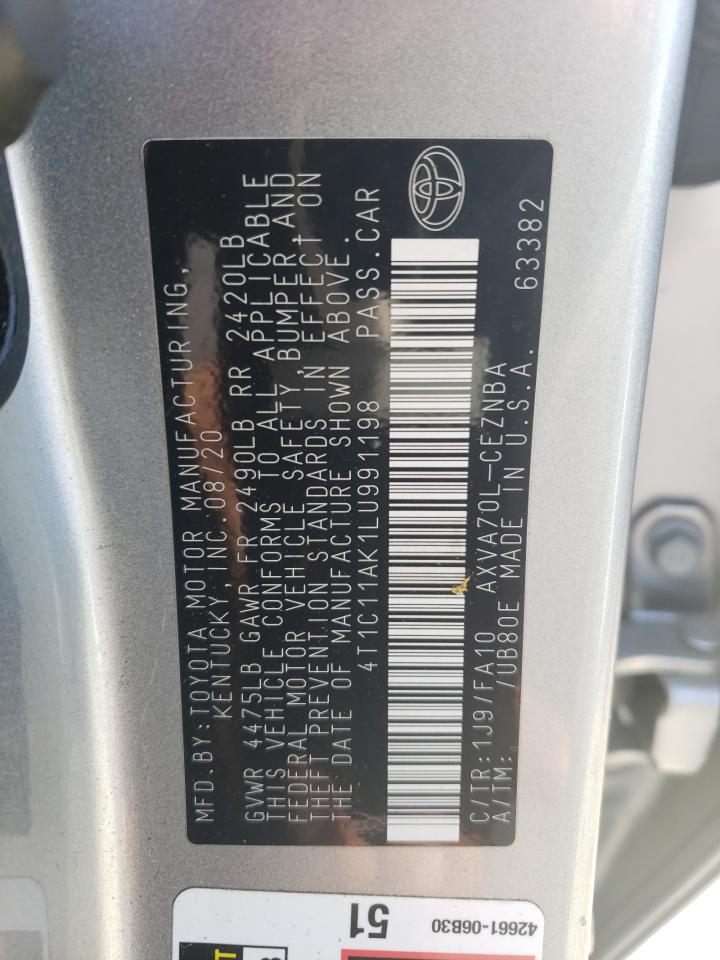 MFD.BY:TOYOTA MOTOR MANUFACTURING,
KENTUCKY, INC. 08/20
GVWR 4475LB GAWR FR 2490LB RR 2420LB
THIS VEHICLE CONFORMS TO ALL APPLICABLE
FEDERAL MOTOR VEHICLE SAFETY,BUMPER AND
THEFT PREVENTION STANDARDS IN EFFECT ON
THE DATE OF MANUFACTURE SHOWN ABOVE.
4T1C11AK1LU991198 PASS.CAR
C/TR:1J9/FA10 AXVA70L-CEZNBA
A/TM: /UB80E MADE IN U.S.A. 63382
51
42661-06B30